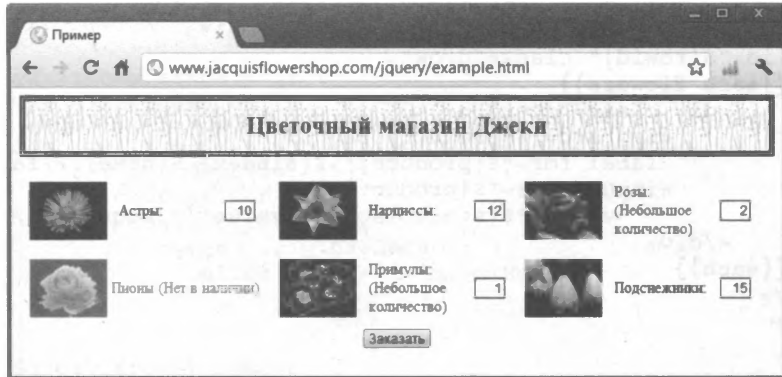 Пример
www.jacquisflowershop.com/jquery/example.html
Цветочный магазин Джеки
Астры: 10
Нарциссы: 12
Розы:
(Небольшое
количество) 2
Пионы (Нет в наличии)
Примулы:
(Небольшое
количество) 1
Подснежники: 15
Заказать